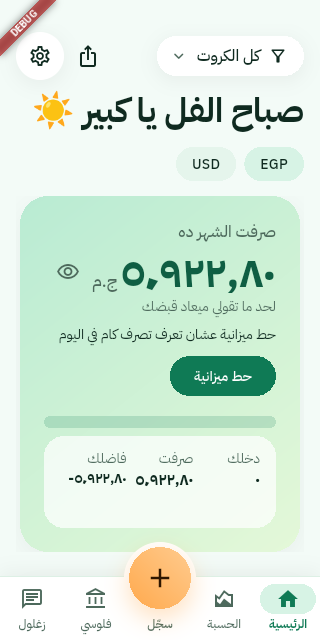 DEBUG
كل الكروت
صباح الفل يا كبير ☀️
EGP
USD
صرفت الشهر ده
٥,٩٢٢,٨٠ ج.م
لحد ما تقولي ميعاد قبضك
حط ميزانية عشان تعرف تصرف كام في اليوم
حط ميزانية
دخلك صرفت فاضلك
٠ ٥,٩٢٢,٨٠ -٥,٩٢٢,٨٠
الرئيسية الحسبة سجّل فلوسي زغلول